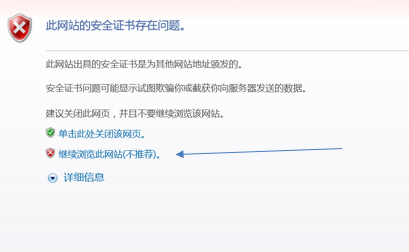 此网站的安全证书存在问题。
此网站出具的安全证书是为其他网站地址颁发的。
安全证书问题可能显示试图欺骗你或截获你向服务器发送的数据。
建议关闭此网页，并且不要继续浏览该网站。
单击此处关闭该网页。
继续浏览此网站(不推荐)。
详细信息